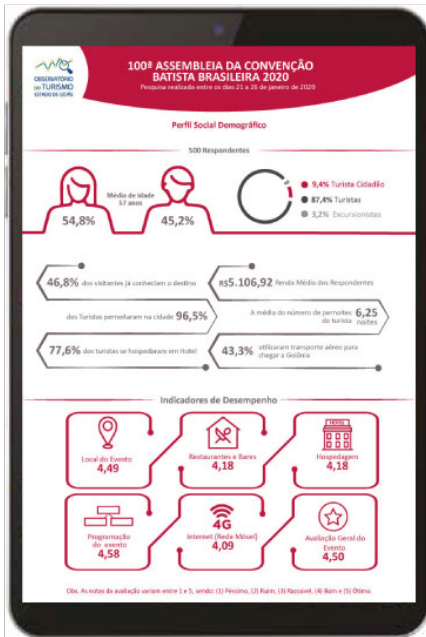 OBSERVATÓRIO
DO TURISMO
ESTADO DE GOIÁS
100ª ASSEMBLEIA DA CONVENÇÃO
BATISTA BRASILEIRA 2020
Pesquisa realizada entre os dias 21 a 26 de janeiro de 2020
Perfil Social Demográfico
500 Respondentes
Média de Idade
57 anos
54,8%
45,2%
9,4% Turista Cidadão
87,4% Turistas
3,2% Excursionistas
46,8% dos visitantes já conheciam o destino
R$5.106,92 Renda Média dos Respondentes
dos Turistas pernoitaram na cidade 96,5%
A média do número de pernoites do turista 6,25 noites
77,6% dos turistas se hospedaram em Hotel
43,3% utilizaram transporte aéreo para
chegar a Goiânia
Indicadores de Desempenho
Local do Evento
4,49
Restaurantes e Bares
4,18
HOTEL
Hospedagem
4,18
Programação
do evento
4,58
4G
Internet (Rede Móvel)
4,09
Avaliação Geral do
Evento
4,50
Obs. As notas da avaliação variam entre 1 e 5, sendo: (1) Péssimo, (2) Ruim, (3) Razoável, (4) Bom e (5) Ótimo.